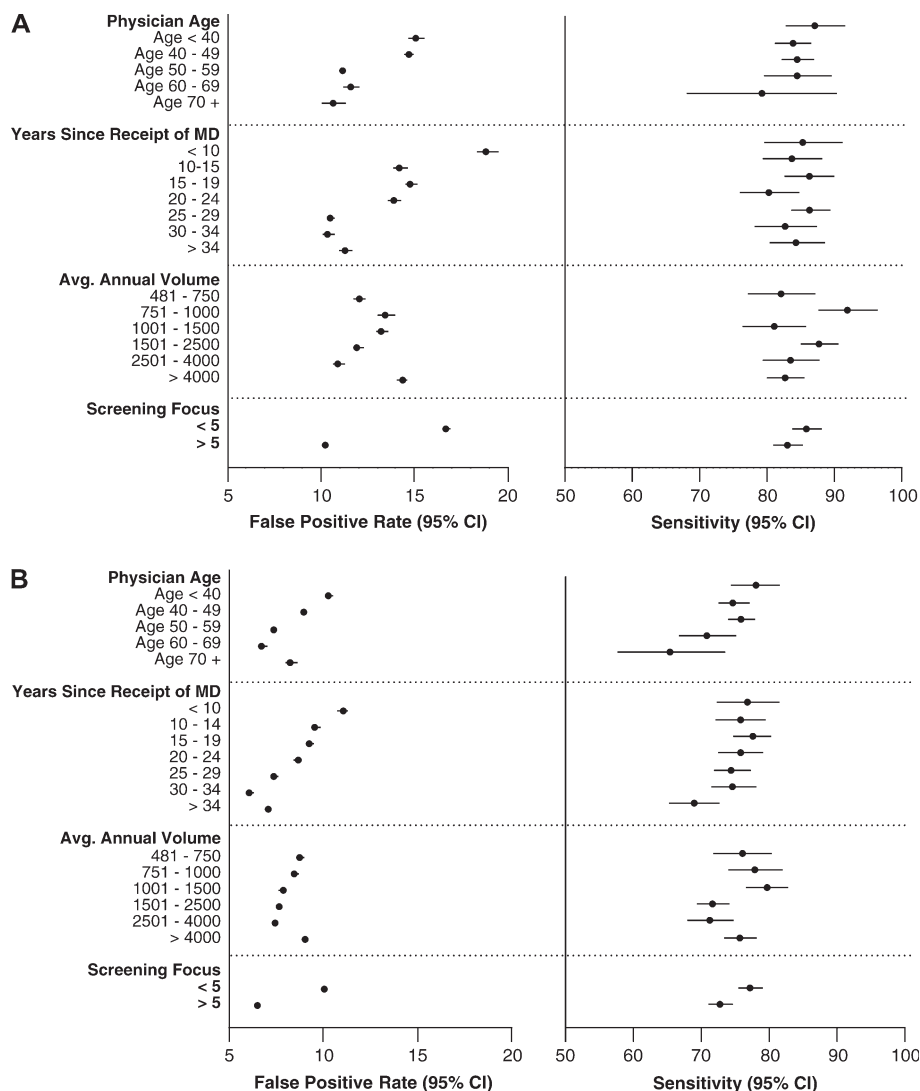 A
Physician Age
Age < 40
Age 40 - 49
Age 50 - 59
Age 60 - 69
Age 70 +
Years Since Receipt of MD
< 10
10-15
15 - 19
20 - 24
25 - 29
30 - 34
> 34
Avg. Annual Volume
481 - 750
751 - 1000
1001 - 1500
1501 - 2500
2501 - 4000
> 4000
Screening Focus
< 5
> 5
5 10 15 20 50 60 70 80 90 100
False Positive Rate (95% CI) Sensitivity (95% CI)
B
Physician Age
Age < 40
Age 40 - 49
Age 50 - 59
Age 60 - 69
Age 70 +
Years Since Receipt of MD
< 10
10 - 14
15 - 19
20 - 24
25 - 29
30 - 34
> 34
Avg. Annual Volume
481 - 750
751 - 1000
1001 - 1500
1501 - 2500
2501 - 4000
> 4000
Screening Focus
< 5
> 5
5 10 15 20 50 60 70 80 90 100
False Positive Rate (95% CI) Sensitivity (95% CI)